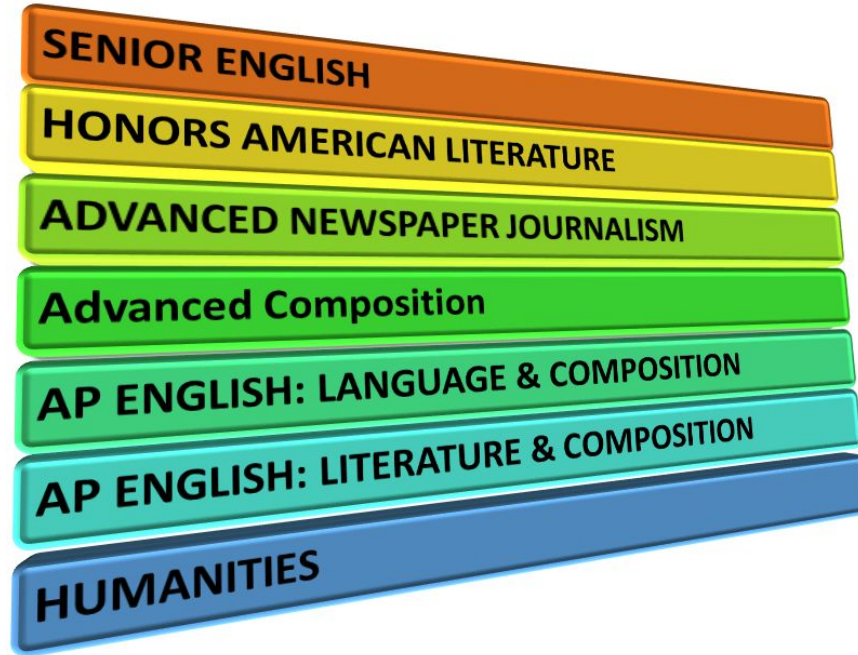 SENIOR ENGLISH
HONORS AMERICAN LITERATURE
ADVANCED NEWSPAPER JOURNALISM
Advanced Composition
AP ENGLISH: LANGUAGE & COMPOSITION
AP ENGLISH: LITERATURE & COMPOSITION
HUMANITIES